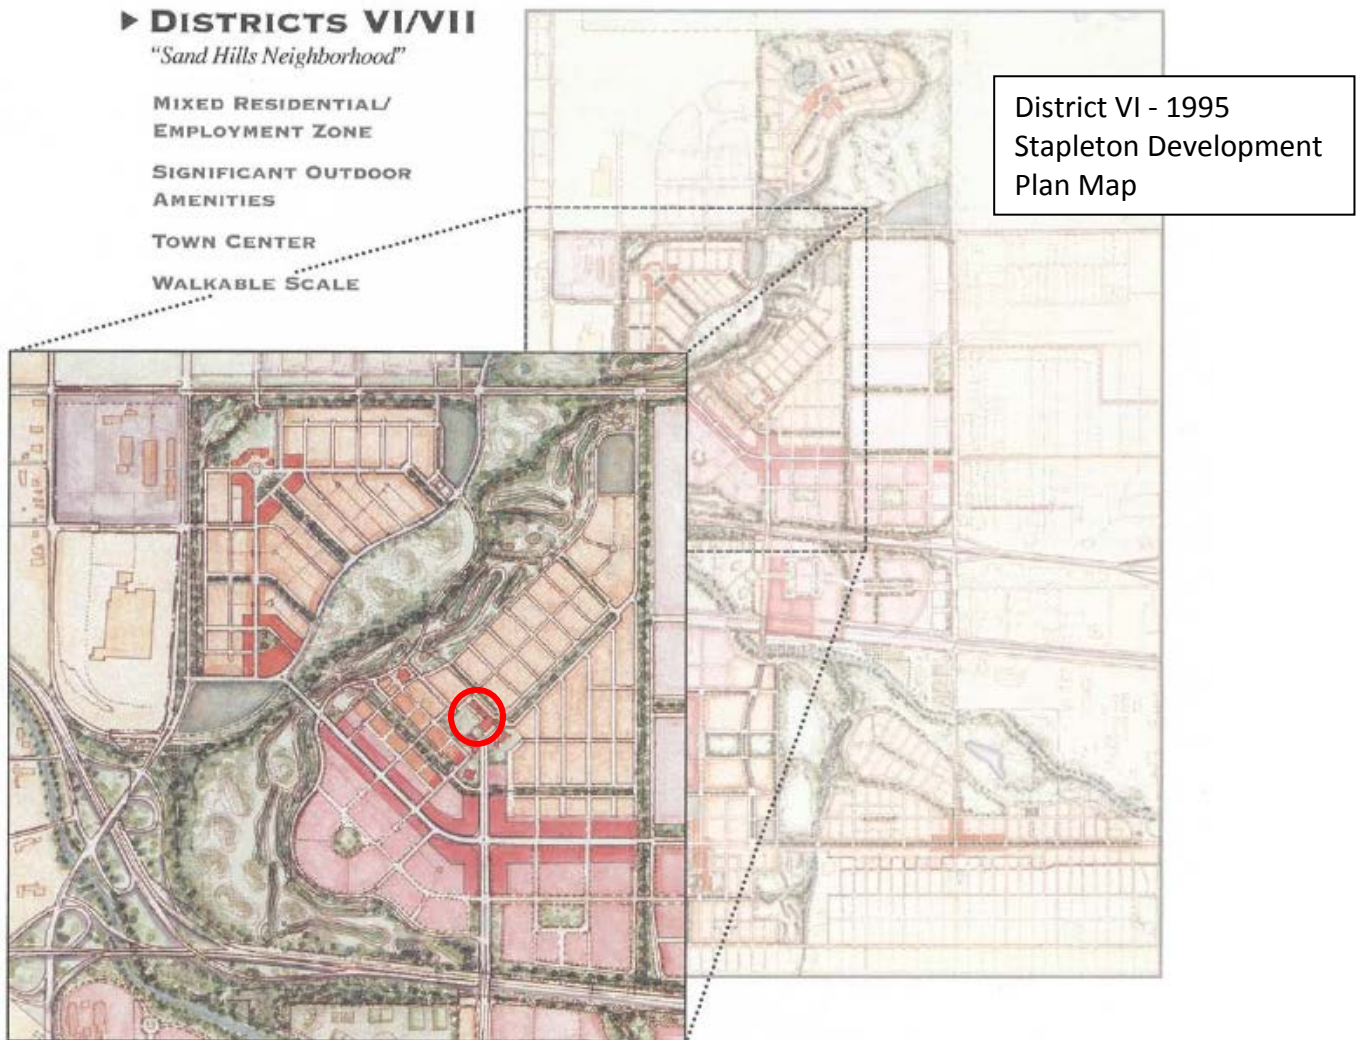 ▶ DISTRICTS VI/VII
“Sand Hills Neighborhood”
MIXED RESIDENTIAL/
EMPLOYMENT ZONE
SIGNIFICANT OUTDOOR
AMENITIES
TOWN CENTER
WALKABLE SCALE
District VI - 1995
Stapleton Development
Plan Map